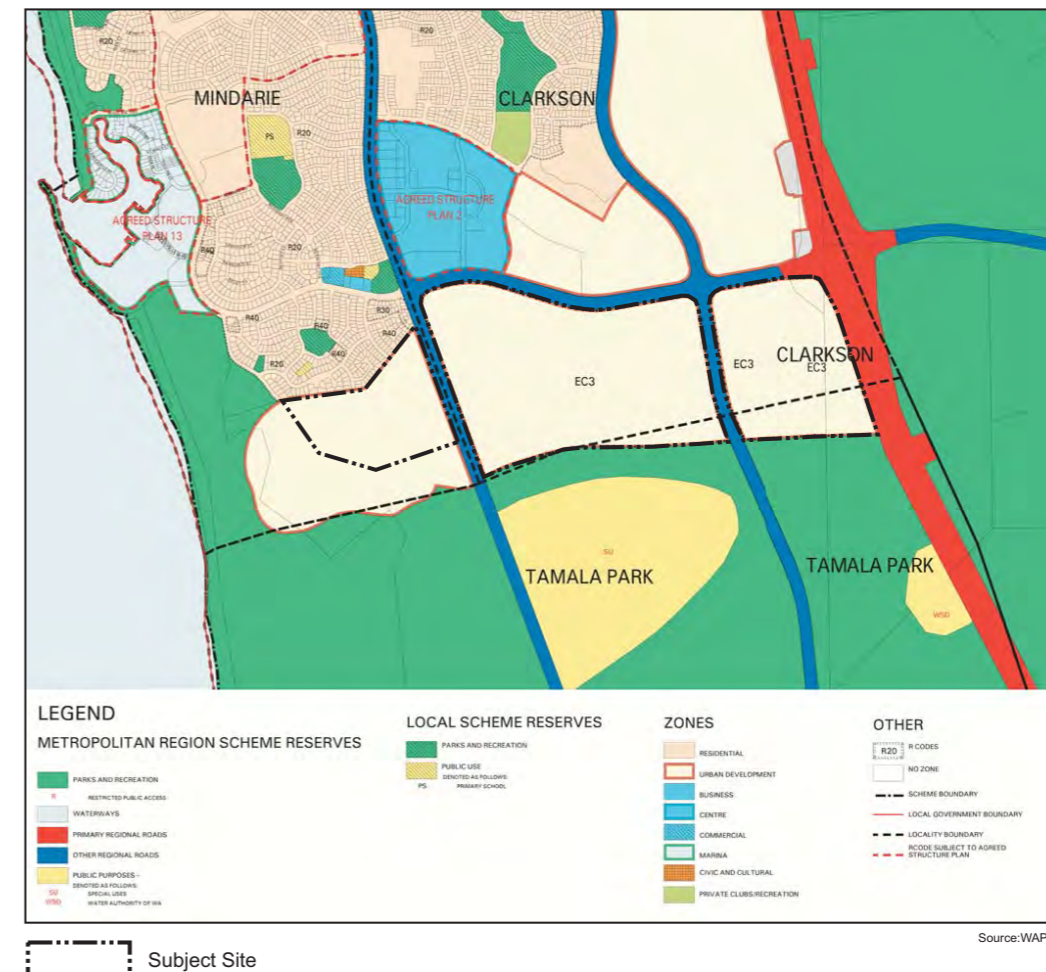 R20
R20
MINDARIE
CLARKSON
PS
R20
AGREED STRUCTURE
PLAN 2
AGREED STRUCTURE
PLAN 13
R40
R20
R40
R30
R40
R40
R40
R20
EC3
EC3
CLARKSON
EC3
SU
TAMALA PARK
TAMALA PARK
WSD
LEGEND
METROPOLITAN REGION SCHEME RESERVES
PARKS AND RECREATION
R RESTRICTED PUBLIC ACCESS
WATERWAYS
PRIMARY REGIONAL ROADS
OTHER REGIONAL ROADS
PUBLIC PURPOSES -
DENOTED AS FOLLOWS:
SU SPECIAL USES
WSD WATER AUTHORITY OF WA
LOCAL SCHEME RESERVES
PARKS AND RECREATION
PUBLIC USE
DENOTED AS FOLLOWS:
PS PRIMARY SCHOOL
ZONES
RESIDENTIAL
URBAN DEVELOPMENT
BUSINESS
CENTRE
COMMERCIAL
MARINA
CIVIC AND CULTURAL
PRIVATE CLUBS/RECREATION
OTHER
R20 R CODES
NO ZONE
SCHEME BOUNDARY
LOCAL GOVERNMENT BOUNDARY
LOCALITY BOUNDARY
RCODE SUBJECT TO AGREED
STRUCTURE PLAN
Source:WAP
Subject Site